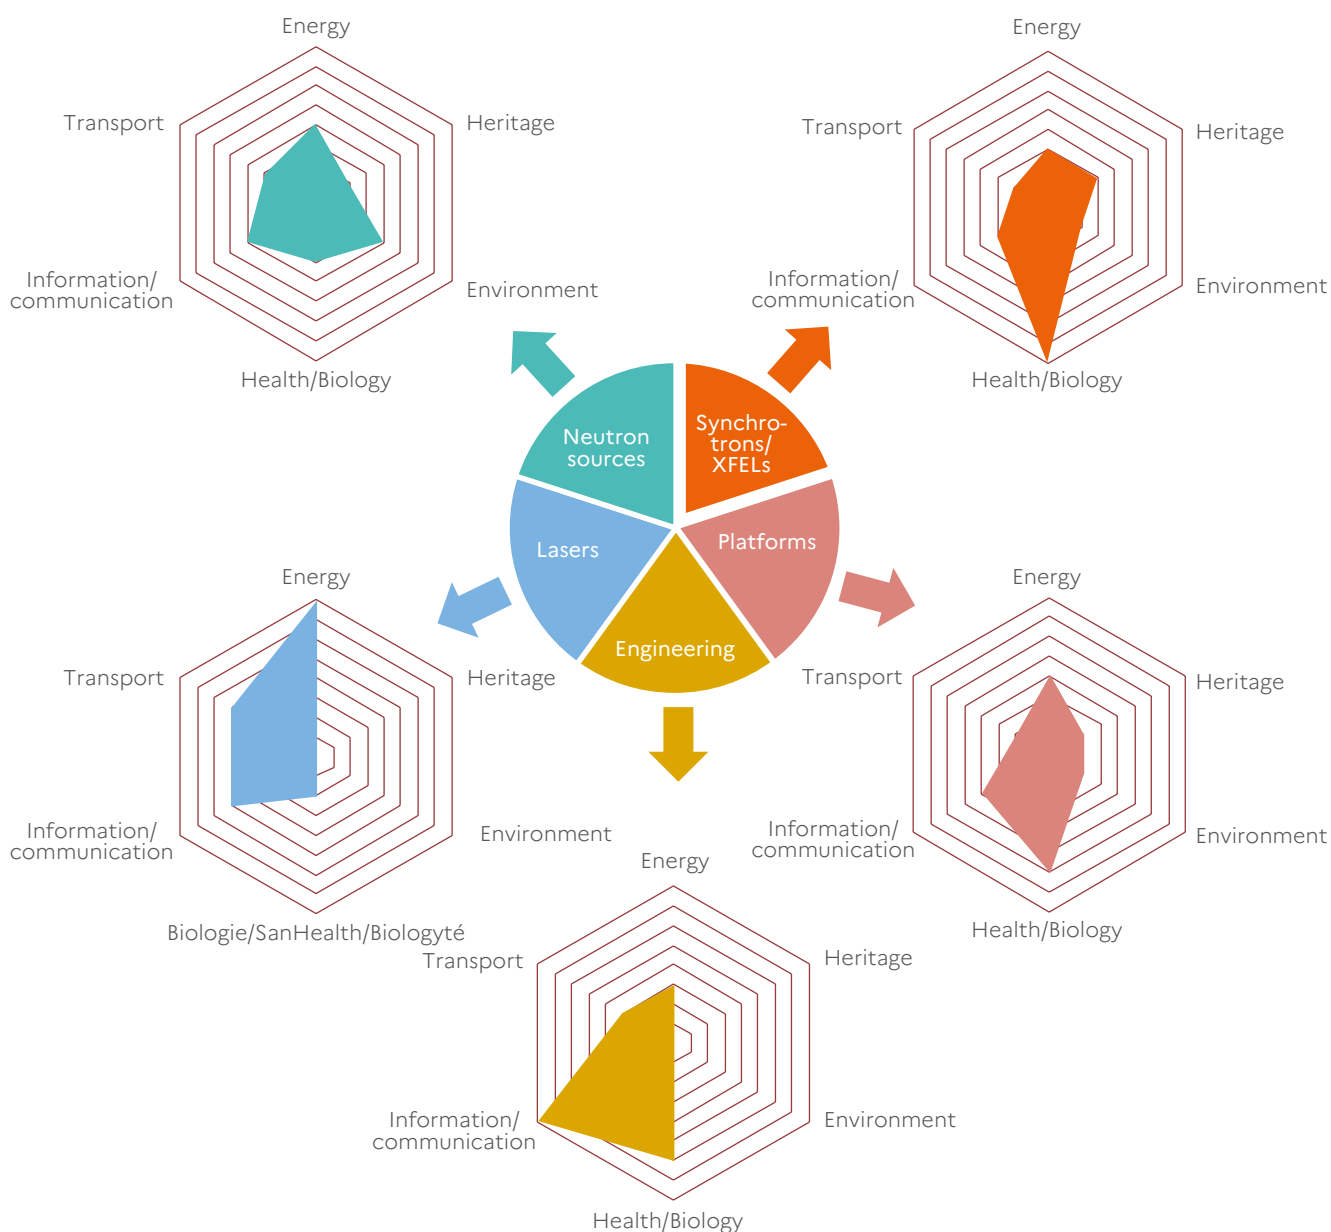 Energy
Transport
Heritage
Information/
communication
Environment
Health/Biology
Energy
Transport
Heritage
Information/
communication
Environment
Health/Biology
Neutron
sources
Synchro-
trons/
XFELs
Lasers
Platforms
Engineering
Energy
Transport
Heritage
Information/
communication
Environment
Biologie/SanHealth/Biologyté
Energy
Transport
Heritage
Information/
communication
Environment
Health/Biology
Energy
Transport
Heritage
Information/
communication
Environment
Health/Biology